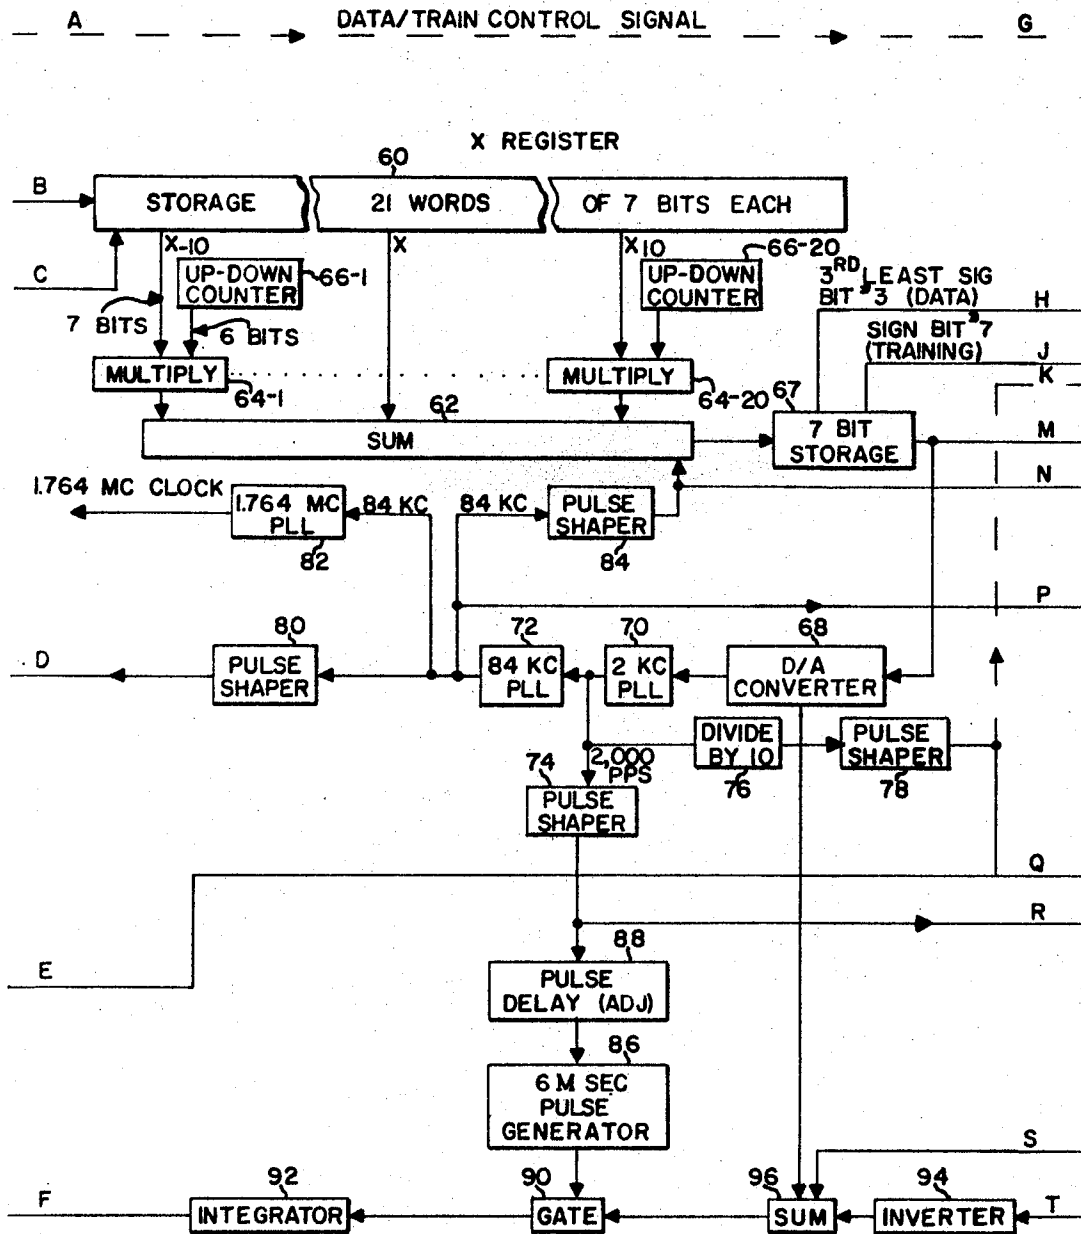 A
DATA/TRAIN CONTROL SIGNAL
G
X REGISTER
60
B
STORAGE
21 WORDS
OF 7 BITS EACH
C
X-10
X
X10
66-20
UP-DOWN
COUNTER
66-1
UP-DOWN
COUNTER
3RD LEAST SIG
BIT #3 (DATA)
H
7 BITS
6 BITS
SIGN BIT #7
(TRAINING)
J
K
MULTIPLY
64-1
MULTIPLY
64-20
62
SUM
67
7 BIT
STORAGE
M
N
1.764 MC CLOCK
1.764 MC
PLL
82
84 KC
84 KC
PULSE
SHAPER
84
P
D
80
PULSE
SHAPER
72
84 KC
PLL
70
2 KC
PLL
68
D/A
CONVERTER
2,000
PPS
DIVIDE
BY 10
76
PULSE
SHAPER
78
74
PULSE
SHAPER
Q
R
E
88
PULSE
DELAY (ADJ)
86
6 M SEC
PULSE
GENERATOR
S
F
92
INTEGRATOR
90
GATE
96
SUM
94
INVERTER
T